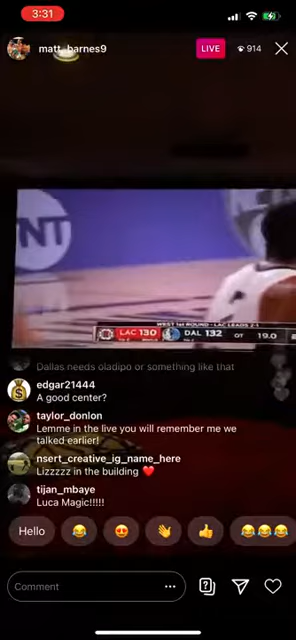 3:31
matt_barnes9
LIVE
914
TNT
WEST 1ST ROUND - LAC LEADS 2-1
LAC 130
DAL 132
OT
19.0
Dallas needs oladipo or something like that
edgar21444
A good center?
taylor_donlon
Lemme in the live you will remember me we
talked earlier!
nsert_creative_ig_name_here
Lizzzzz in the building ❤️
tijan_mbaye
Luca Magic!!!!!
Hello
Comment